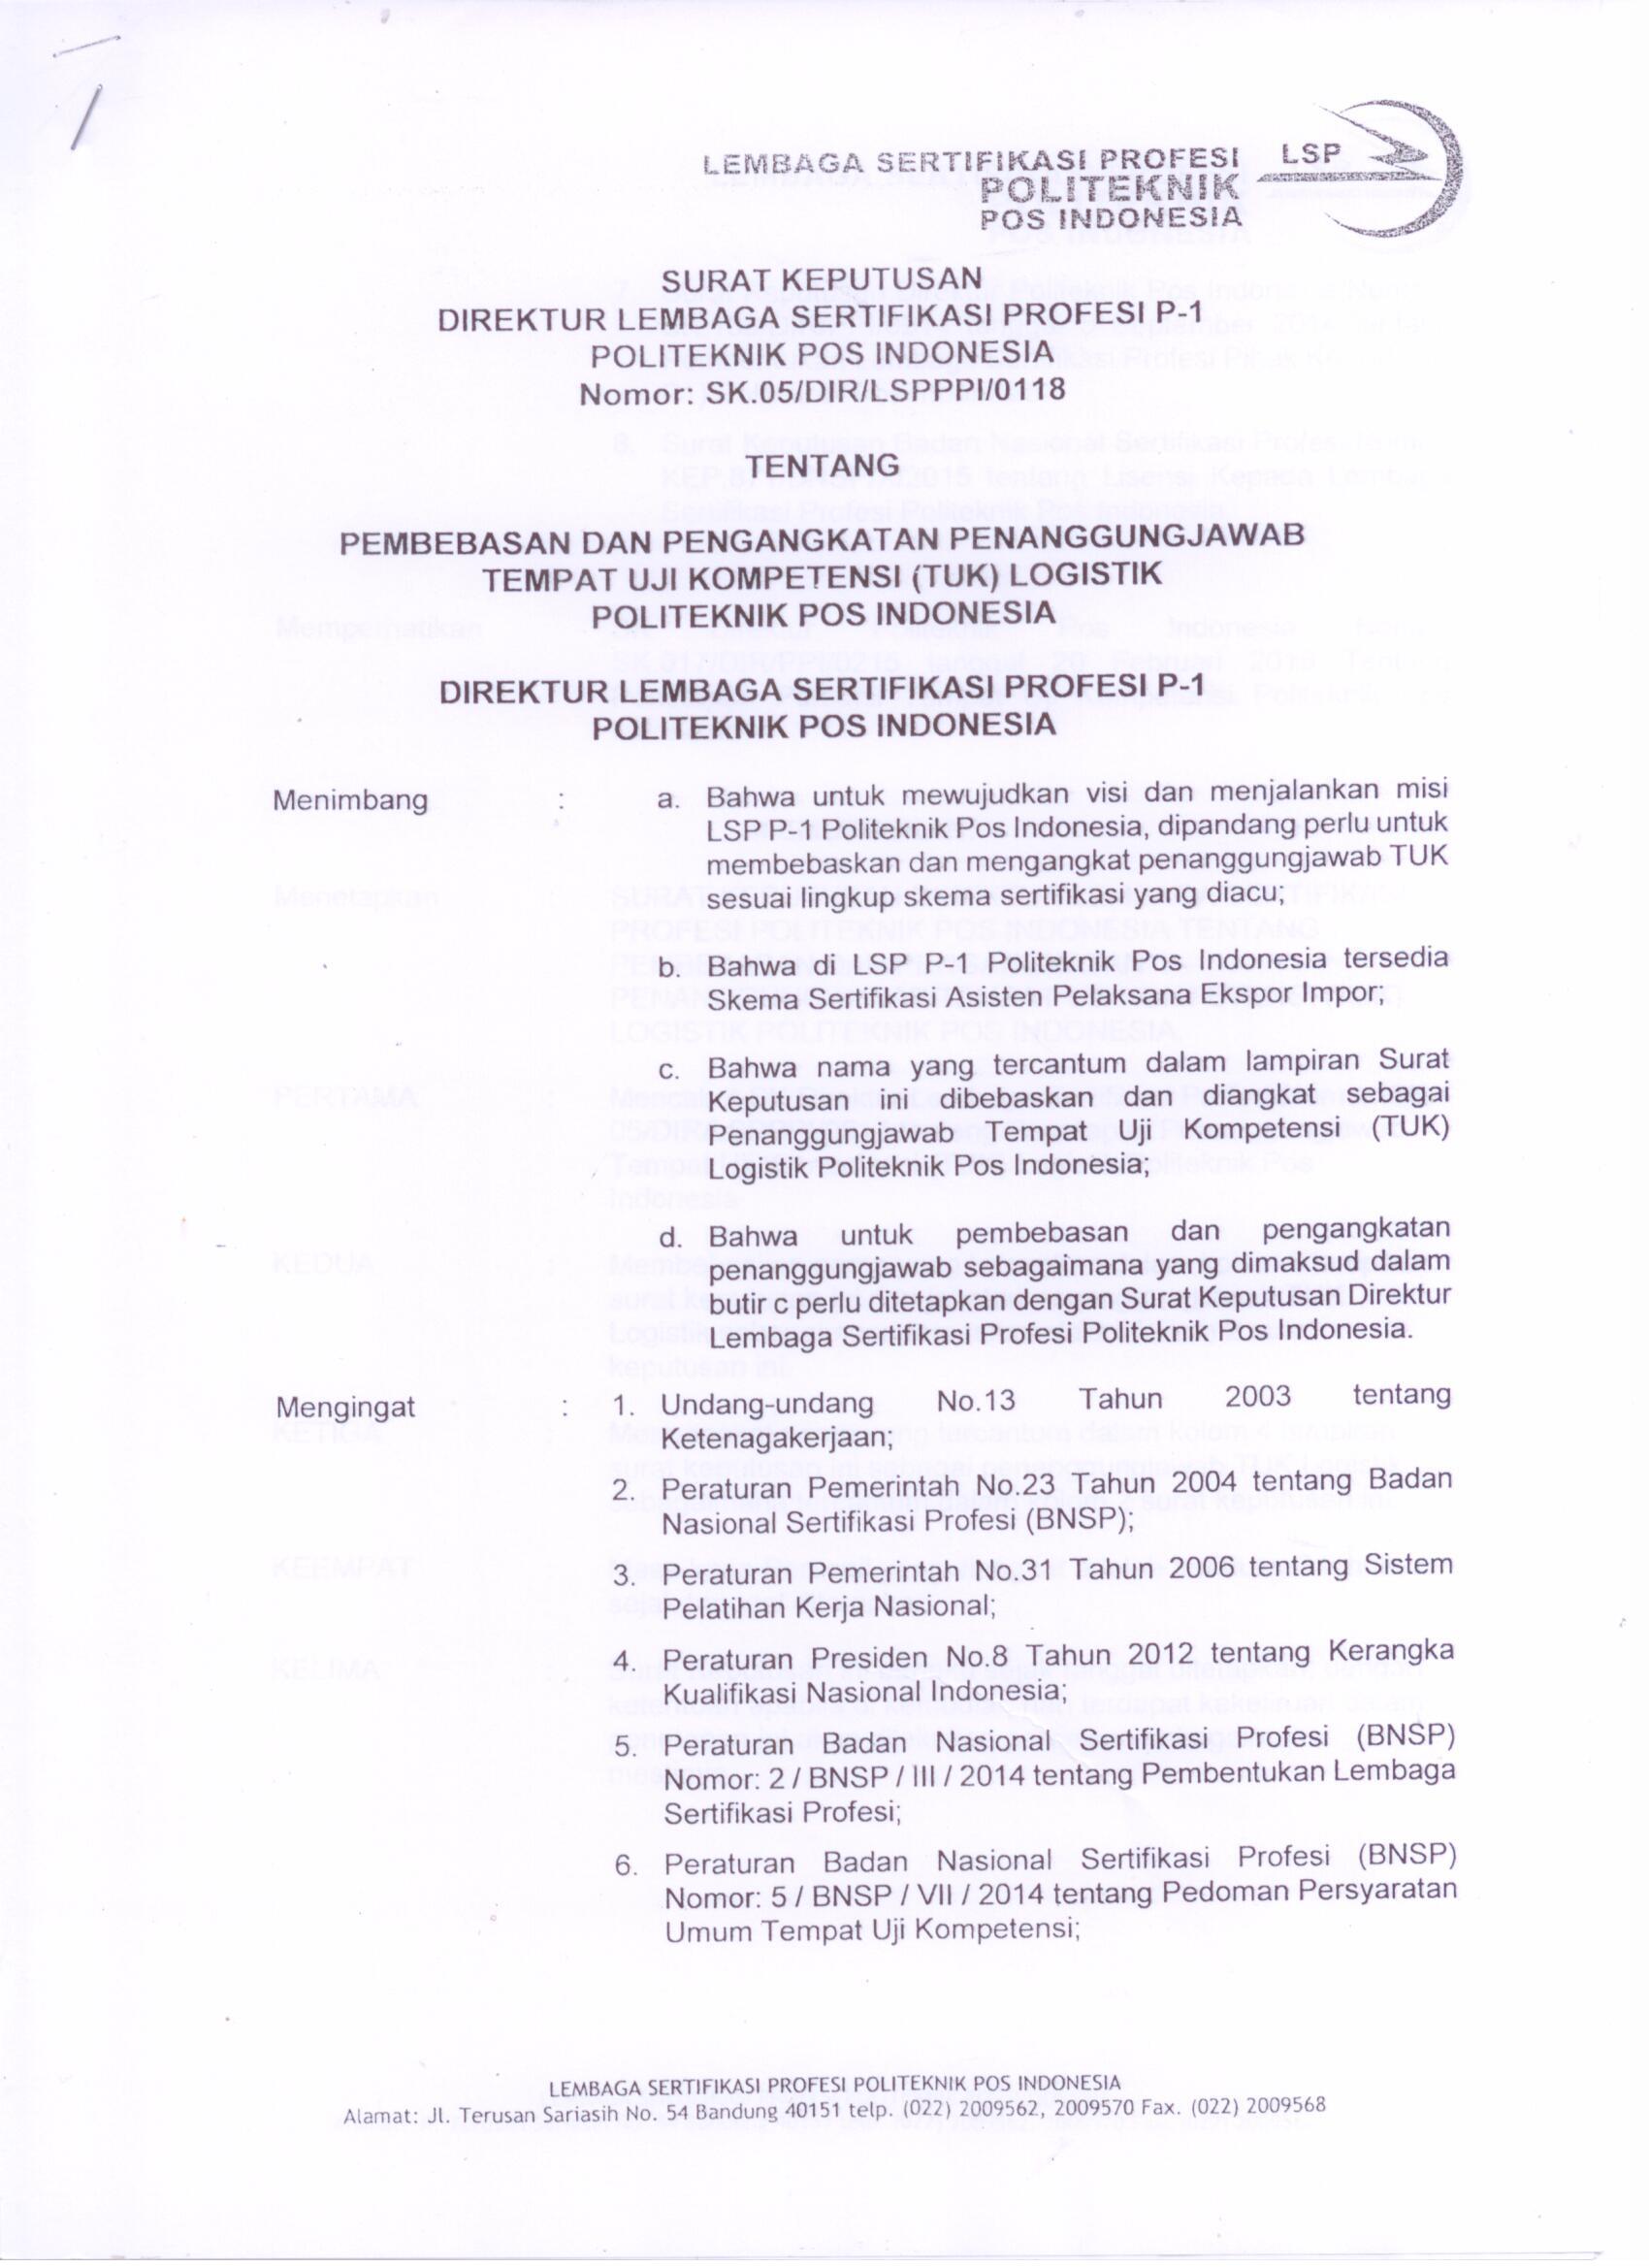 LEMBAGA SERTIFIKASI PROFESI
POLITEKNIK
POS INDONESIA
LSP
SURAT KEPUTUSAN
DIREKTUR LEMBAGA SERTIFIKASI PROFESI P-1
POLITEKNIK POS INDONESIA
Nomor: SK.05/DIR/LSPPPI/0118
TENTANG
PEMBEBASAN DAN PENGANGKATAN PENANGGUNGJAWAB
TEMPAT UJI KOMPETENSI (TUK) LOGISTIK
POLITEKNIK POS INDONESIA
DIREKTUR LEMBAGA SERTIFIKASI PROFESI P-1
POLITEKNIK POS INDONESIA
Menimbang : a. Bahwa untuk mewujudkan visi dan menjalankan misi
LSP P-1 Politeknik Pos Indonesia, dipandang perlu untuk
membebaskan dan mengangkat penanggungjawab TUK
sesuai lingkup skema sertifikasi yang diacu;
b. Bahwa di LSP P-1 Politeknik Pos Indonesia tersedia
Skema Sertifikasi Asisten Pelaksana Ekspor Impor;
c. Bahwa nama yang tercantum dalam lampiran Surat
Keputusan ini dibebaskan dan diangkat sebagai
Penanggungjawab Tempat Uji Kompetensi (TUK)
Logistik Politeknik Pos Indonesia;
d. Bahwa untuk pembebasan dan pengangkatan
penanggungjawab sebagaimana yang dimaksud dalam
butir c perlu ditetapkan dengan Surat Keputusan Direktur
Lembaga Sertifikasi Profesi Politeknik Pos Indonesia.
Mengingat : 1. Undang-undang No.13 Tahun 2003 tentang
Ketenagakerjaan;
2. Peraturan Pemerintah No.23 Tahun 2004 tentang Badan
Nasional Sertifikasi Profesi (BNSP);
3. Peraturan Pemerintah No.31 Tahun 2006 tentang Sistem
Pelatihan Kerja Nasional;
4. Peraturan Presiden No.8 Tahun 2012 tentang Kerangka
Kualifikasi Nasional Indonesia;
5. Peraturan Badan Nasional Sertifikasi Profesi (BNSP)
Nomor: 2 / BNSP / III / 2014 tentang Pembentukan Lembaga
Sertifikasi Profesi;
6. Peraturan Badan Nasional Sertifikasi Profesi (BNSP)
Nomor: 5 / BNSP / VII / 2014 tentang Pedoman Persyaratan
Umum Tempat Uji Kompetensi;
LEMBAGA SERTIFIKASI PROFESI POLITEKNIK POS INDONESIA
Alamat: Jl. Terusan Sariasih No. 54 Bandung 40151 telp. (022) 2009562, 2009570 Fax. (022) 2009568